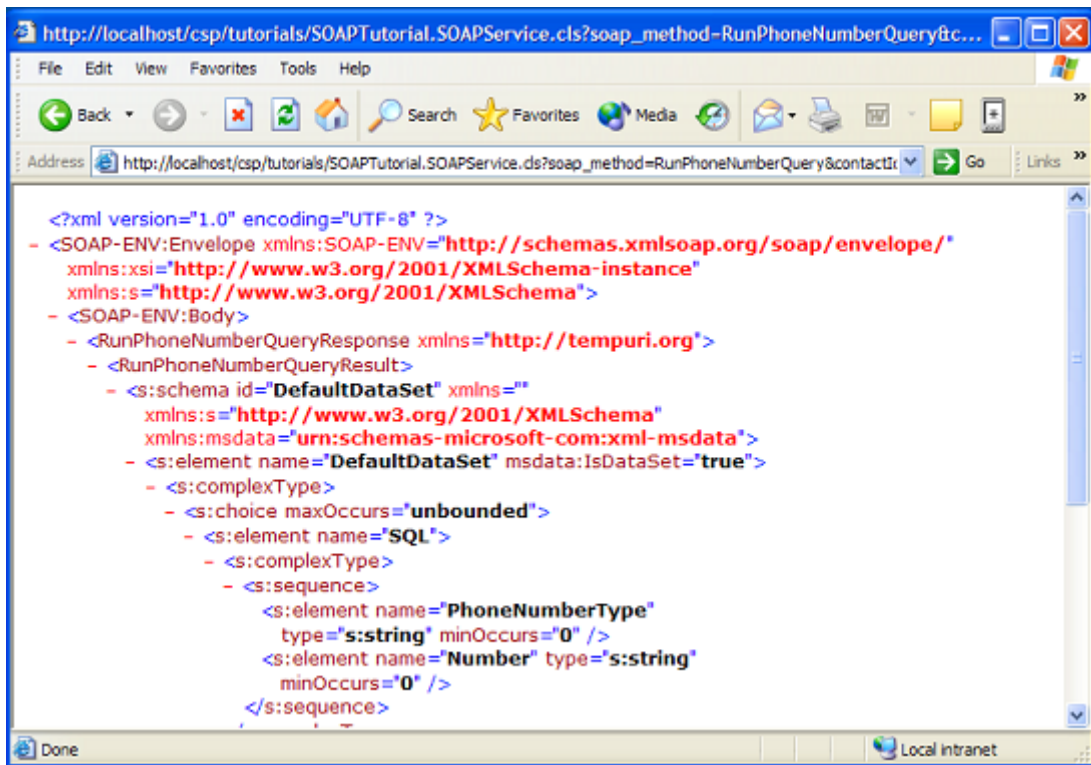 http://localhost/csp/tutorials/SOAPTutorial.SOAPService.cls?soap_method=RunPhoneNumberQuery&c...
File Edit View Favorites Tools Help
Back Search Favorites Media
Address http://localhost/csp/tutorials/SOAPTutorial.SOAPService.cls?soap_method=RunPhoneNumberQuery&contactId Go Links »
<?xml version="1.0" encoding="UTF-8" ?>
- <SOAP-ENV:Envelope xmlns:SOAP-ENV="http://schemas.xmlsoap.org/soap/envelope/"
xmlns:xsi="http://www.w3.org/2001/XMLSchema-instance"
xmlns:s="http://www.w3.org/2001/XMLSchema">
- <SOAP-ENV:Body>
- <RunPhoneNumberQueryResponse xmlns="http://tempuri.org">
- <RunPhoneNumberQueryResult>
- <s:schema id="DefaultDataSet" xmlns=""
xmlns:s="http://www.w3.org/2001/XMLSchema"
xmlns:msdata="urn:schemas-microsoft-com:xml-msdata">
- <s:element name="DefaultDataSet" msdata:IsDataSet="true">
- <s:complexType>
- <s:choice maxOccurs="unbounded">
- <s:element name="SQL">
- <s:complexType>
- <s:sequence>
<s:element name="PhoneNumberType"
type="s:string" minOccurs="0" />
<s:element name="Number" type="s:string"
minOccurs="0" />
</s:sequence>
Done Local intranet